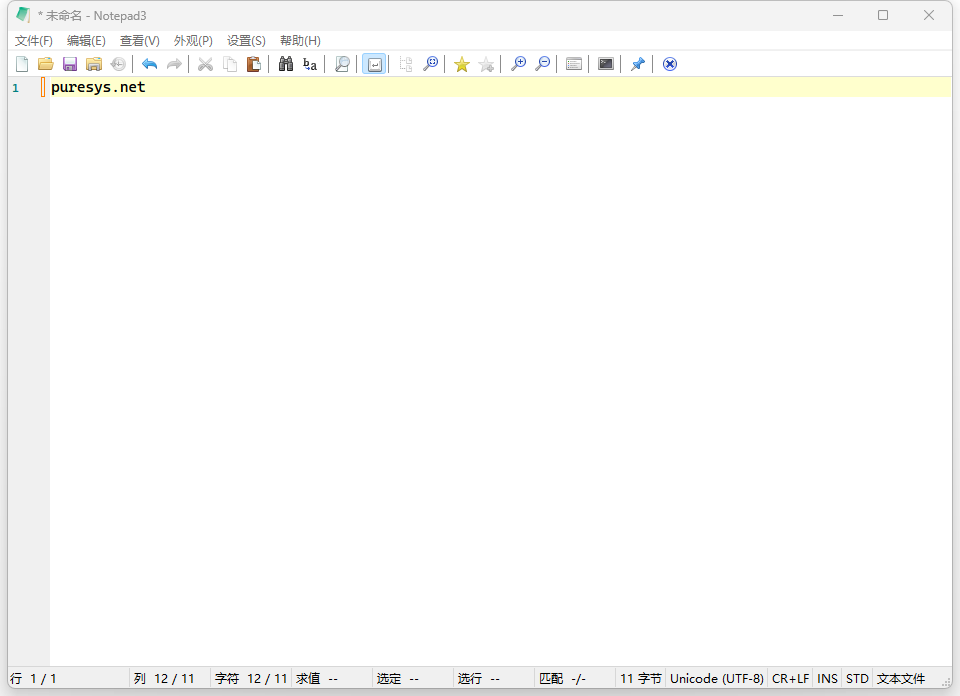 * 未命名 - Notepad3
文件(F) 编辑(E) 查看(V) 外观(P) 设置(S) 帮助(H)
1 puresys.net
行 1 / 1 列 12 / 11 字符 12 / 11 求值 -- 选定 -- 选行 -- 匹配 -/- 11 字节 Unicode (UTF-8) CR+LF INS STD 文本文件